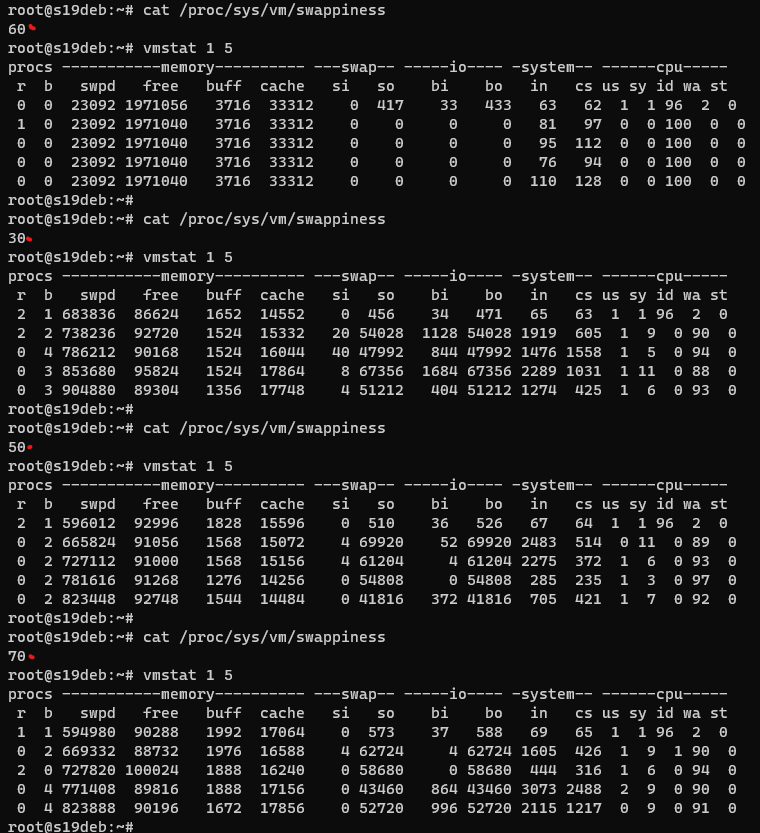 root@s19deb:~# cat /proc/sys/vm/swappiness
60
root@s19deb:~# vmstat 1 5
procs -----------memory---------- ---swap-- -----io---- -system-- ------cpu-----
 r  b   swpd   free   buff  cache   si   so    bi    bo   in   cs us sy id wa st
 0  0  23092 1971056   3716  33312    0  417    33   433   63   62  1  1 96  2  0
 1  0  23092 1971040   3716  33312    0    0     0     0   81   97  0  0 100  0  0
 0  0  23092 1971040   3716  33312    0    0     0     0   95  112  0  0 100  0  0
 0  0  23092 1971040   3716  33312    0    0     0     0   76   94  0  0 100  0  0
 0  0  23092 1971040   3716  33312    0    0     0     0  110  128  0  0 100  0  0
root@s19deb:~#
root@s19deb:~# cat /proc/sys/vm/swappiness
30
root@s19deb:~# vmstat 1 5
procs -----------memory---------- ---swap-- -----io---- -system-- ------cpu-----
 r  b   swpd   free   buff  cache   si   so    bi    bo   in   cs us sy id wa st
 2  1 683836  86624   1652  14552    0  456    34   471   65   63  1  1 96  2  0
 2  2 738236  92720   1524  15332   20 54028  1128 54028 1919  605  1  9  0 90  0
 0  4 786212  90168   1524  16044   40 47992   844 47992 1476 1558  1  5  0 94  0
 0  3 853680  95824   1524  17864    8 67356  1684 67356 2289 1031  1 11  0 88  0
 0  3 904880  89304   1356  17748    4 51212   404 51212 1274  425  1  6  0 93  0
root@s19deb:~#
root@s19deb:~# cat /proc/sys/vm/swappiness
50
root@s19deb:~# vmstat 1 5
procs -----------memory---------- ---swap-- -----io---- -system-- ------cpu-----
 r  b   swpd   free   buff  cache   si   so    bi    bo   in   cs us sy id wa st
 2  1 596012  92996   1828  15596    0  510    36   526   67   64  1  1 96  2  0
 0  2 665824  91056   1568  15072    4 69920    52 69920 2483  514  0 11  0 89  0
 0  2 727112  91000   1568  15156    4 61204     4 61204 2275  372  1  6  0 93  0
 0  2 781616  91268   1276  14256    0 54808     0 54808  285  235  1  3  0 97  0
 0  2 823448  92748   1544  14484    0 41816   372 41816  705  421  1  7  0 92  0
root@s19deb:~#
root@s19deb:~# cat /proc/sys/vm/swappiness
70
root@s19deb:~# vmstat 1 5
procs -----------memory---------- ---swap-- -----io---- -system-- ------cpu-----
 r  b   swpd   free   buff  cache   si   so    bi    bo   in   cs us sy id wa st
 1  1 594980  90288   1992  17064    0  573    37   588   69   65  1  1 96  2  0
 0  2 669332  88732   1976  16588    4 62724     4 62724 1605  426  1  9  1 90  0
 2  0 727820 100024   1888  16240    0 58680     0 58680  444  316  1  6  0 94  0
 0  4 771408  89816   1888  17156    0 43460   864 43460 3073 2488  2  9  0 90  0
 0  4 823888  90196   1672  17856    0 52720   996 52720 2115 1217  0  9  0 91  0
root@s19deb:~#